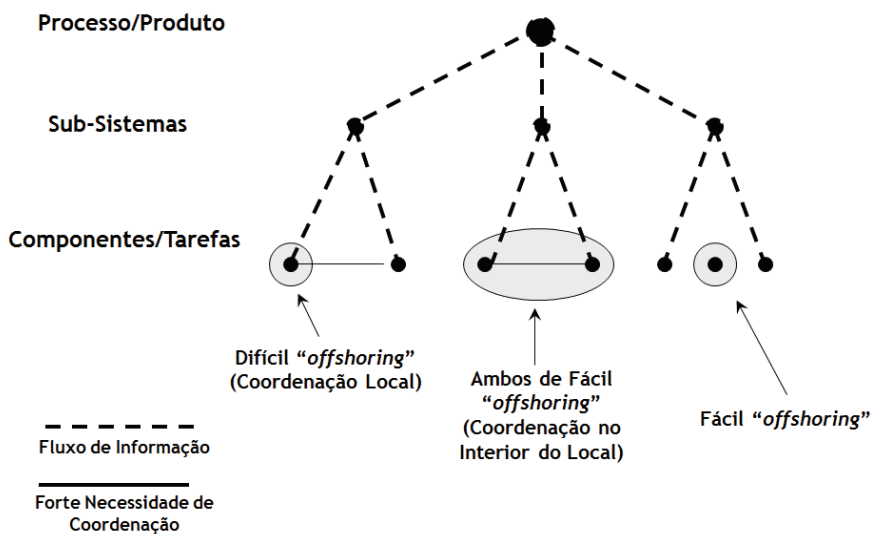 Processo/Produto
Sub-Sistemas
Componentes/Tarefas
Difícil “offshoring”
(Coordenação Local)
Ambos de Fácil
“offshoring”
(Coordenação no
Interior do Local)
Fácil “offshoring”
Fluxo de Informação
Forte Necessidade de
Coordenação